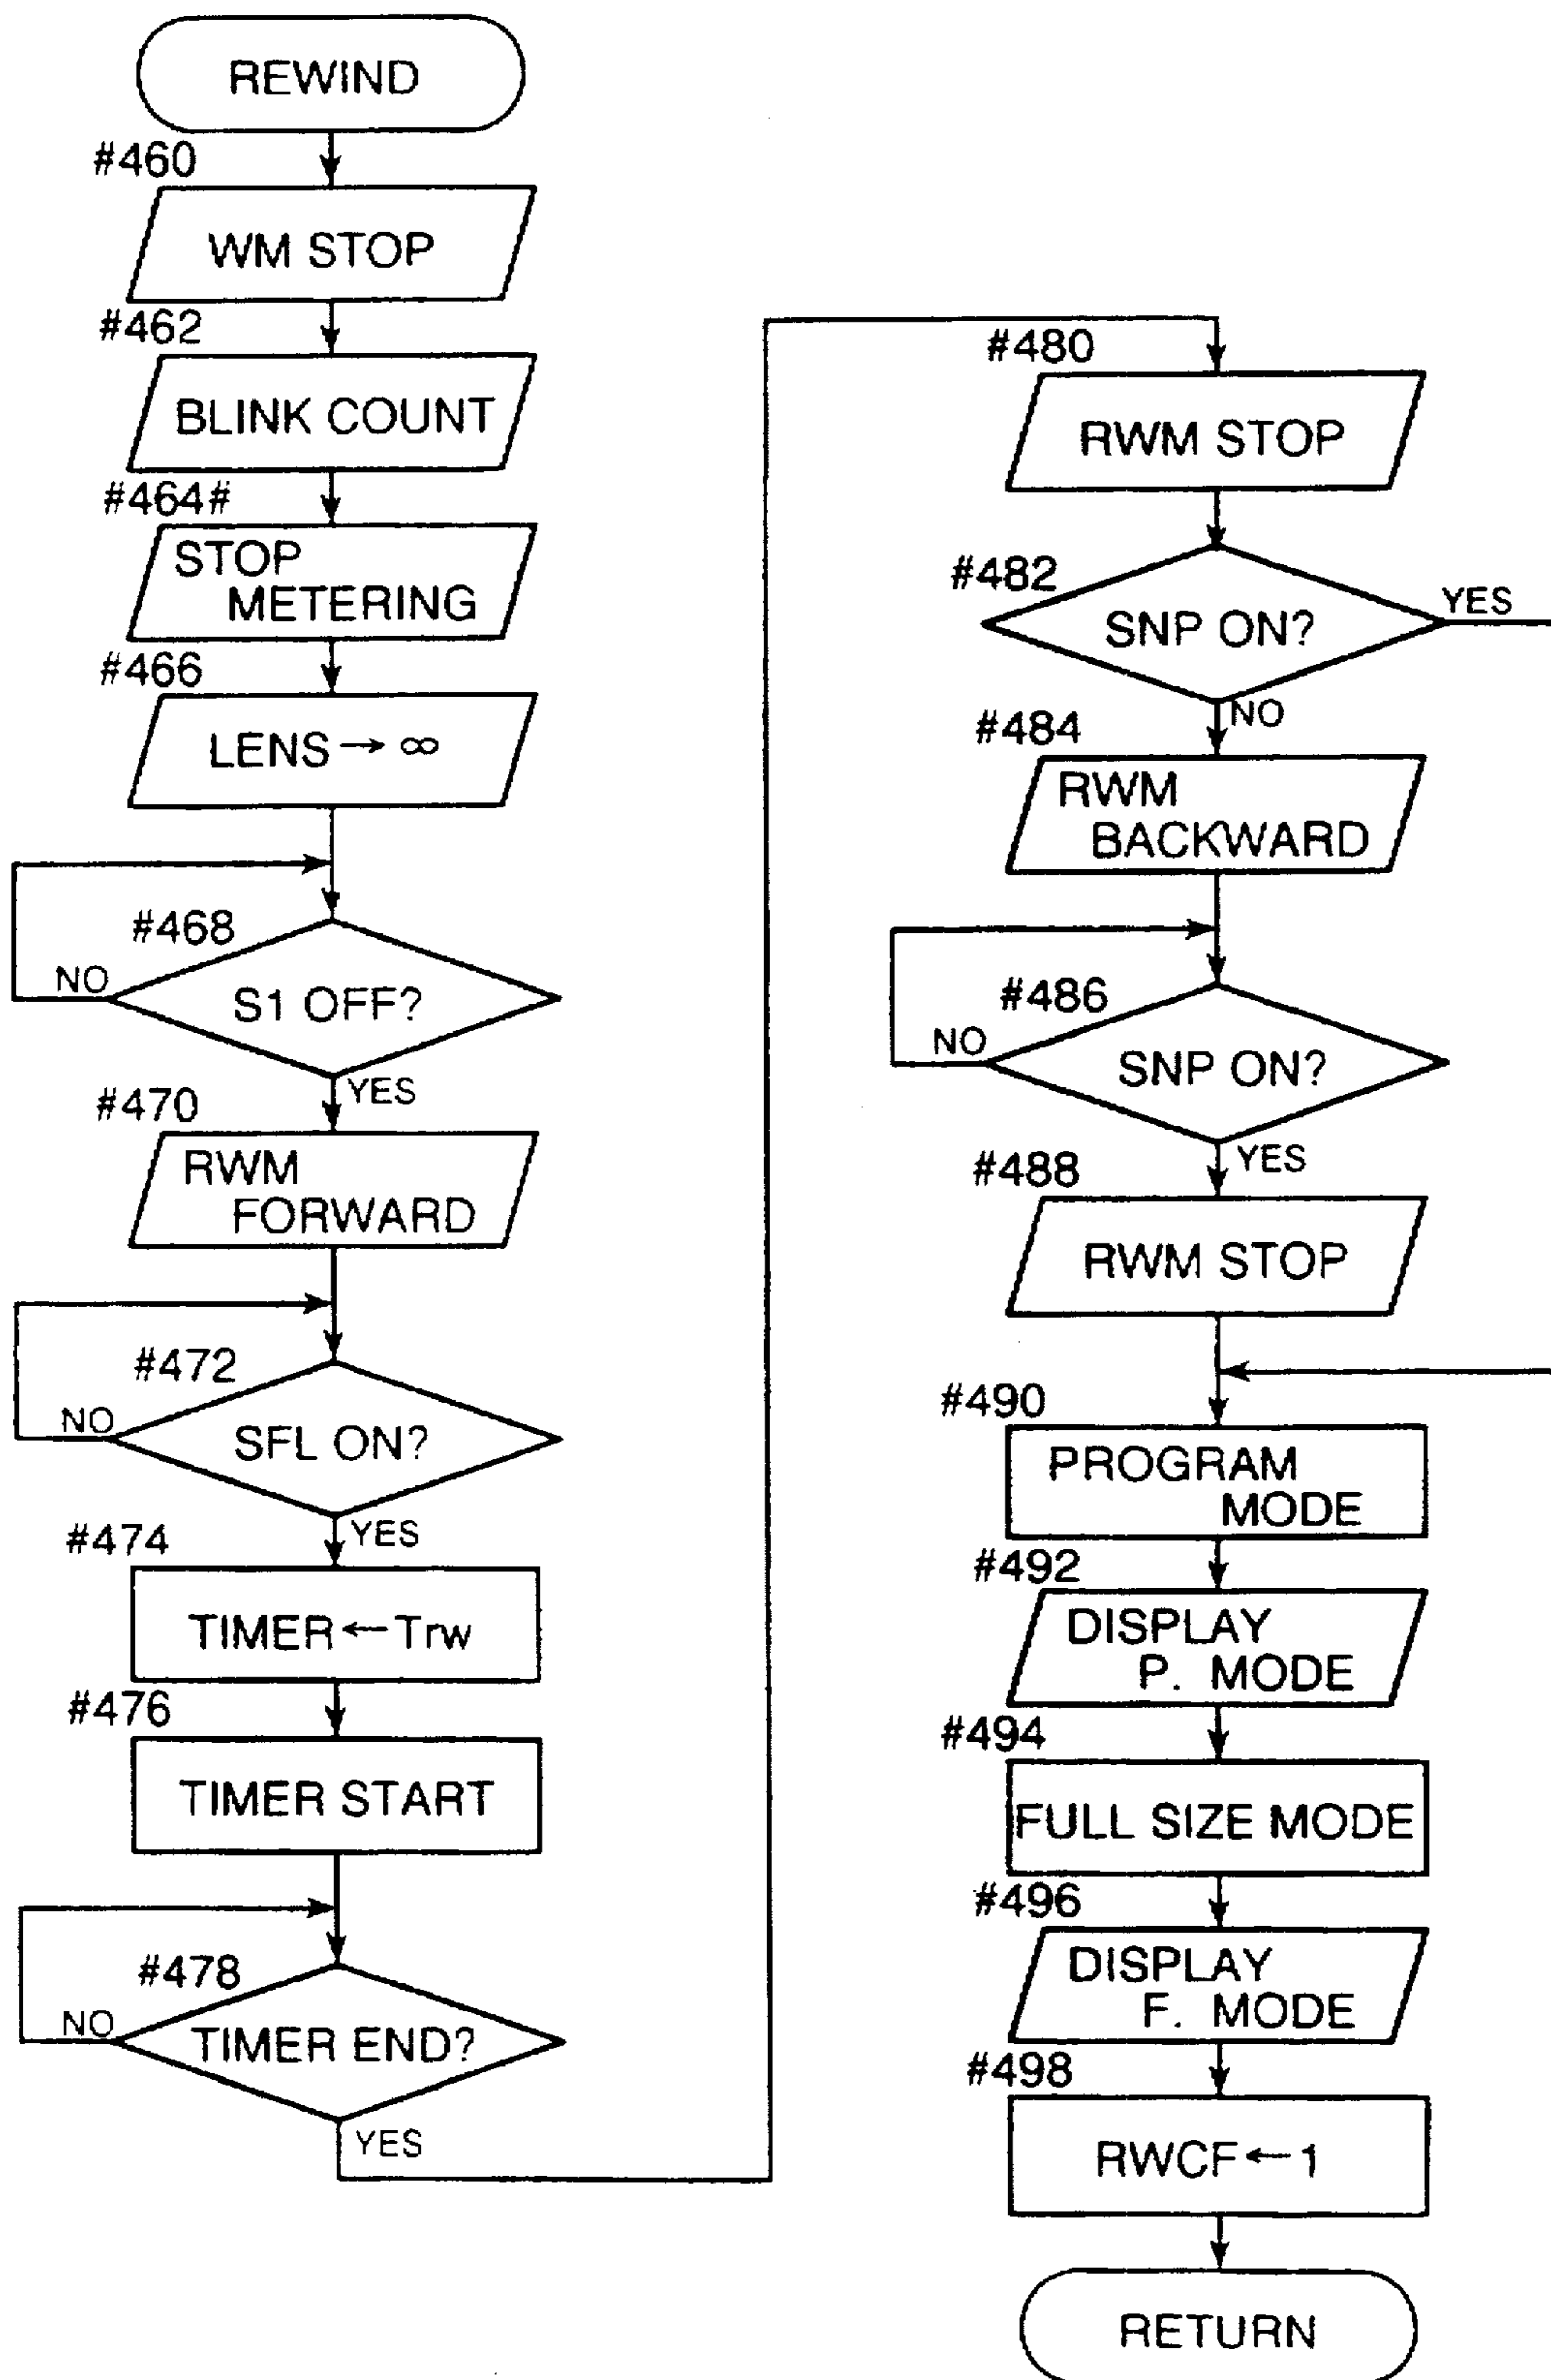 REWIND
#460
WM STOP
#462
BLINK COUNT
#464#
STOP
METERING
#466
LENS → ∞
#468
NO
S1 OFF?
YES
#470
RWM
FORWARD
#472
NO
SFL ON?
YES
#474
TIMER ← Trw
#476
TIMER START
#478
NO
TIMER END?
YES
#480
RWM STOP
#482
YES
SNP ON?
NO
#484
RWM
BACKWARD
#486
NO
SNP ON?
YES
#488
RWM STOP
#490
PROGRAM
MODE
#492
DISPLAY
P. MODE
#494
FULL SIZE MODE
#496
DISPLAY
F. MODE
#498
RWCF ← 1
RETURN